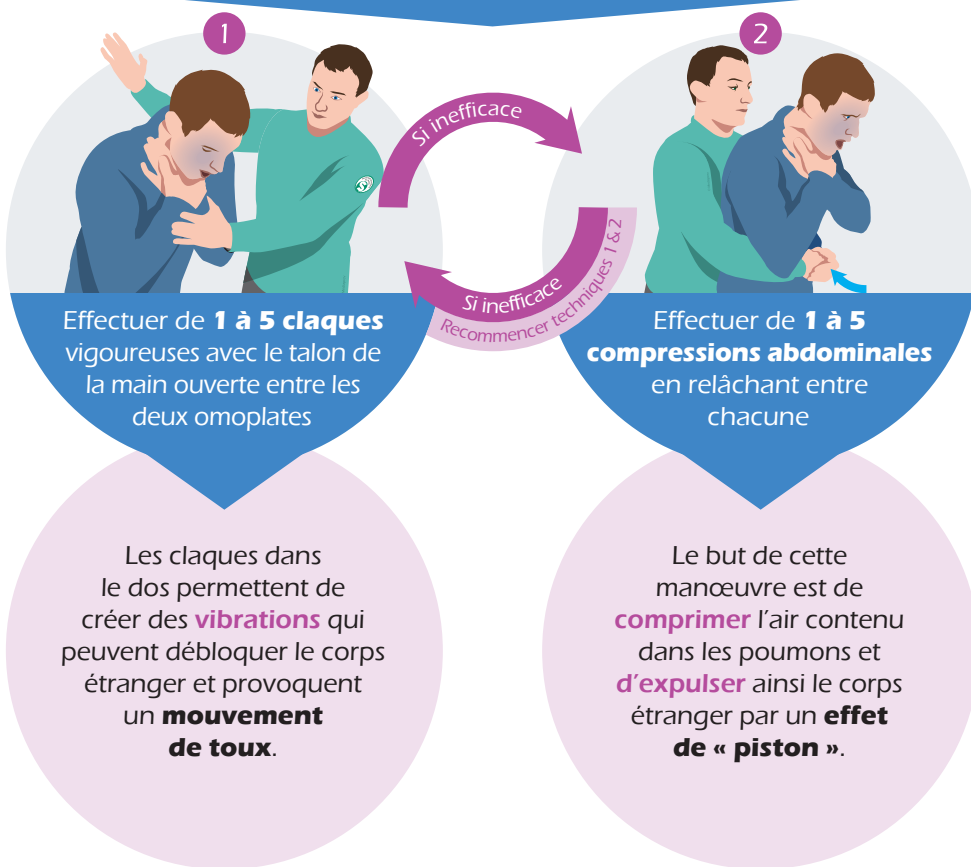 1
2
Si inefficace
Si inefficace
Recommencer techniques 1 & 2
Effectuer de 1 à 5 claques
vigoureuses avec le talon de
la main ouverte entre les
deux omoplates
Effectuer de 1 à 5
compressions abdominales
en relâchant entre
chacune
Les claques dans
le dos permettent de
créer des vibrations qui
peuvent débloquer le corps
étranger et provoquent
un mouvement
de toux.
Le but de cette
manœuvre est de
comprimer l’air contenu
dans les poumons et
d’expulser ainsi le corps
étranger par un effet
de « piston ».